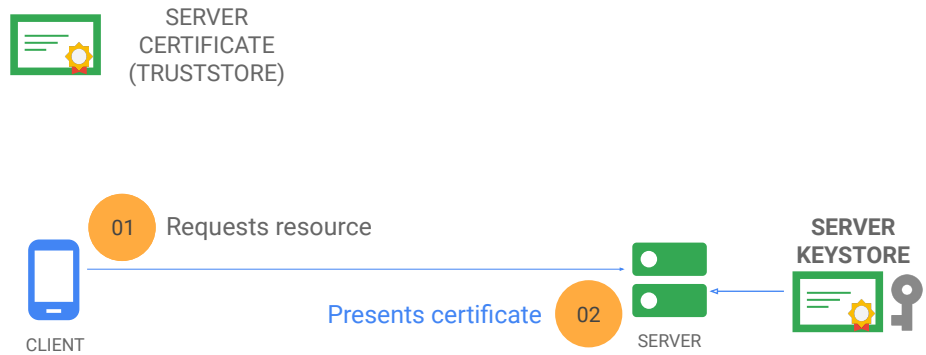 SERVER
CERTIFICATE
(TRUSTSTORE)
01
Requests resource
SERVER
KEYSTORE
Presents certificate
02
CLIENT
SERVER